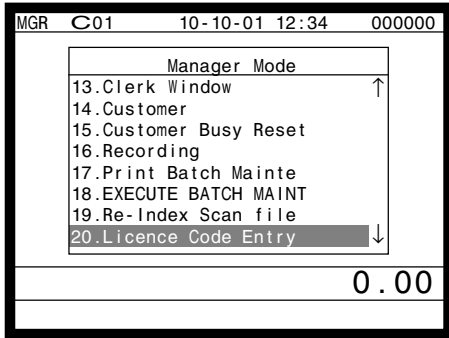 MGR C01 10-10-01 12:34 000000
Manager Mode
13.Clerk Window ↑
14.Customer
15.Customer Busy Reset
16.Recording
17.Print Batch Mainte
18.EXECUTE BATCH MAINT
19.Re-Index Scan file
20.Licence Code Entry ↓
0.00